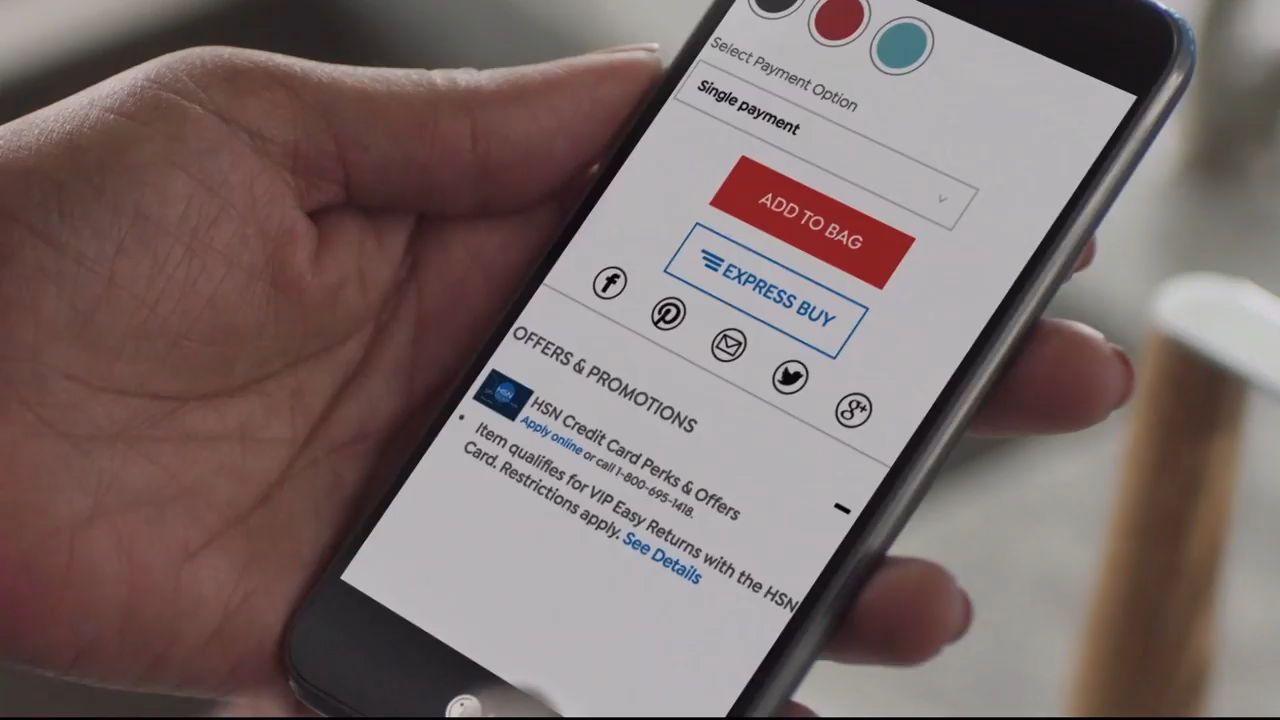 Select Payment Option
Single payment
ADD TO BAG
EXPRESS BUY
OFFERS & PROMOTIONS
HSN
HSN Credit Card Perks & Offers
Apply online or call 1-800-695-1418.
Item qualifies for VIP Easy Returns with the HSN
Card. Restrictions apply. See Details